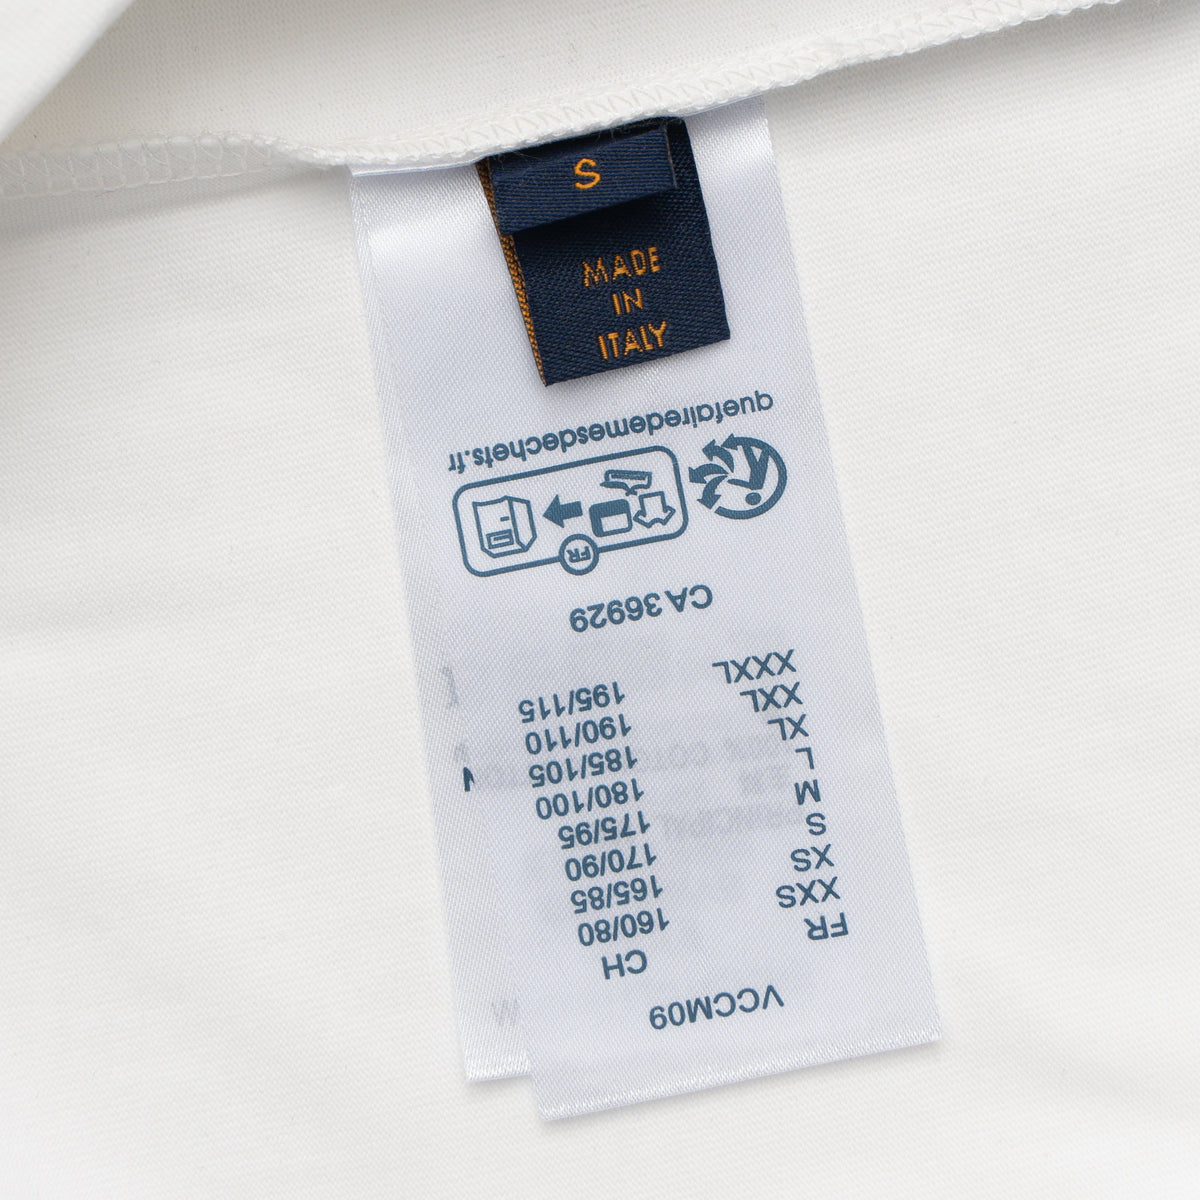 S
MADE
IN
ITALY
VCCM09
FR CH
XXS 160/80
XS 165/85
S 170/90
M 175/95
L 180/100
XL 185/105
XXL 190/110
XXXL 195/115
CA 36929
FR
quefairedemesdechets.fr